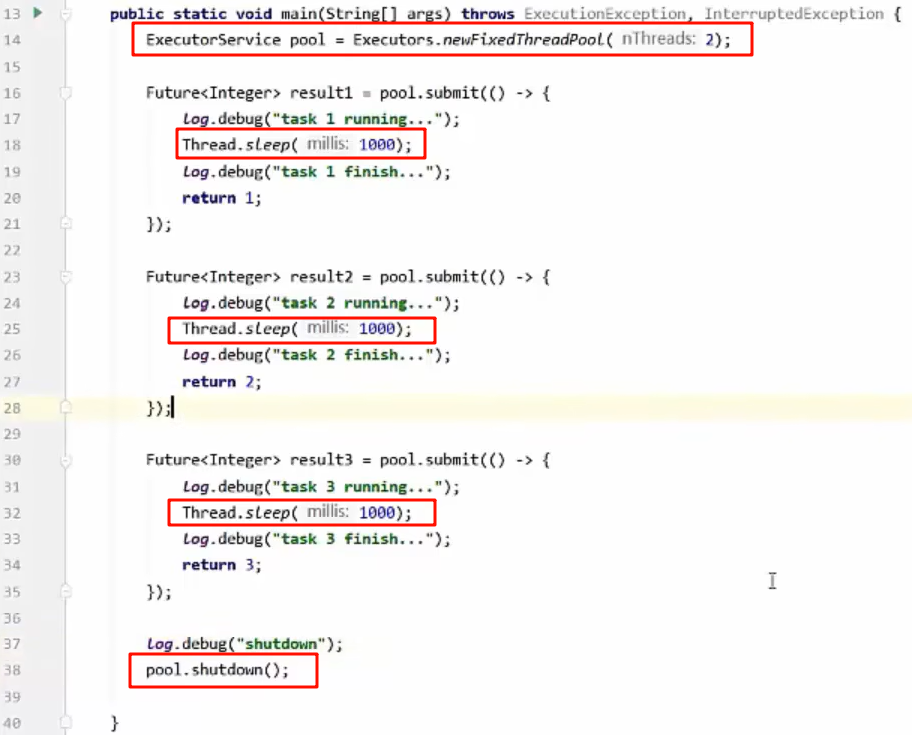 13 public static void main(String[] args) throws ExecutionException, InterruptedException {
14 ExecutorService pool = Executors.newFixedThreadPool( nThreads: 2);
15
16 Future<Integer> result1 = pool.submit(() -> {
17 log.debug("task 1 running...");
18 Thread.sleep( millis: 1000);
19 log.debug("task 1 finish...");
20 return 1;
21 });
22
23 Future<Integer> result2 = pool.submit(() -> {
24 log.debug("task 2 running...");
25 Thread.sleep( millis: 1000);
26 log.debug("task 2 finish...");
27 return 2;
28 });
29
30 Future<Integer> result3 = pool.submit(() -> {
31 log.debug("task 3 running...");
32 Thread.sleep( millis: 1000);
33 log.debug("task 3 finish...");
34 return 3;
35 });
36
37 log.debug("shutdown");
38 pool.shutdown();
39
40 }